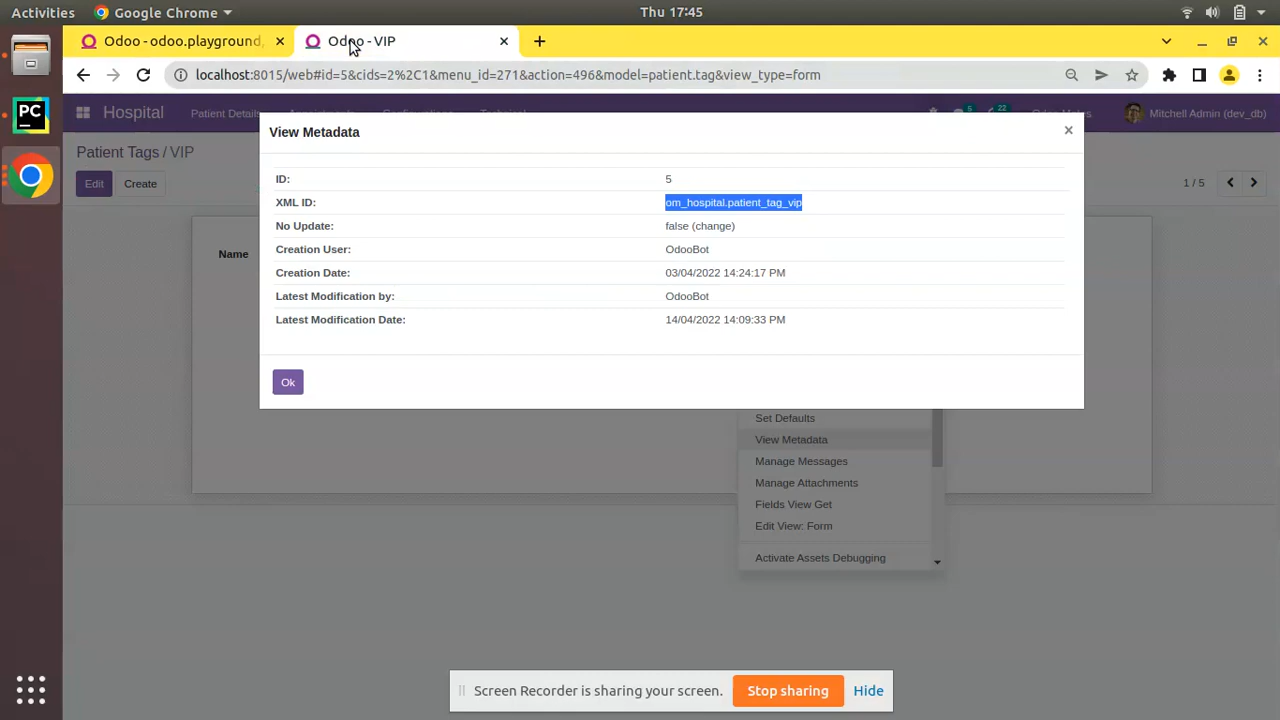 Activities Google Chrome Thu 17:45
Odoo - odoo.playground, Odoo - VIP
localhost:8015/web#id=5&cids=2%2C1&menu_id=271&action=496&model=patient.tag&view_type=form
Hospital Patient Details 5 22 Mitchell Admin (dev_db)
Patient Tags / VIP
Edit Create 1 / 5
View Metadata ×
ID: 5
XML ID: om_hospital.patient_tag_vip
No Update: false (change)
Creation User: OdooBot
Creation Date: 03/04/2022 14:24:17 PM
Latest Modification by: OdooBot
Latest Modification Date: 14/04/2022 14:09:33 PM
Ok
Name
Set Defaults
View Metadata
Manage Messages
Manage Attachments
Fields View Get
Edit View: Form
Activate Assets Debugging
PC
Screen Recorder is sharing your screen. Stop sharing Hide